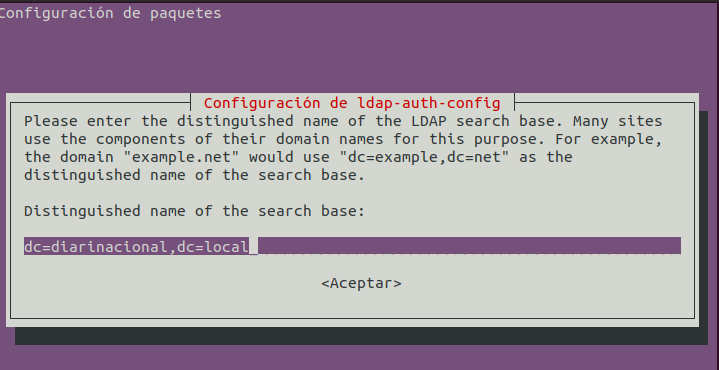 Configuración de paquetes
Configuración de ldap-auth-config
Please enter the distinguished name of the LDAP search base. Many sites
use the components of their domain names for this purpose. For example,
the domain "example.net" would use "dc=example,dc=net" as the
distinguished name of the search base.
Distinguished name of the search base:
dc=diarinacional,dc=local
<Aceptar>